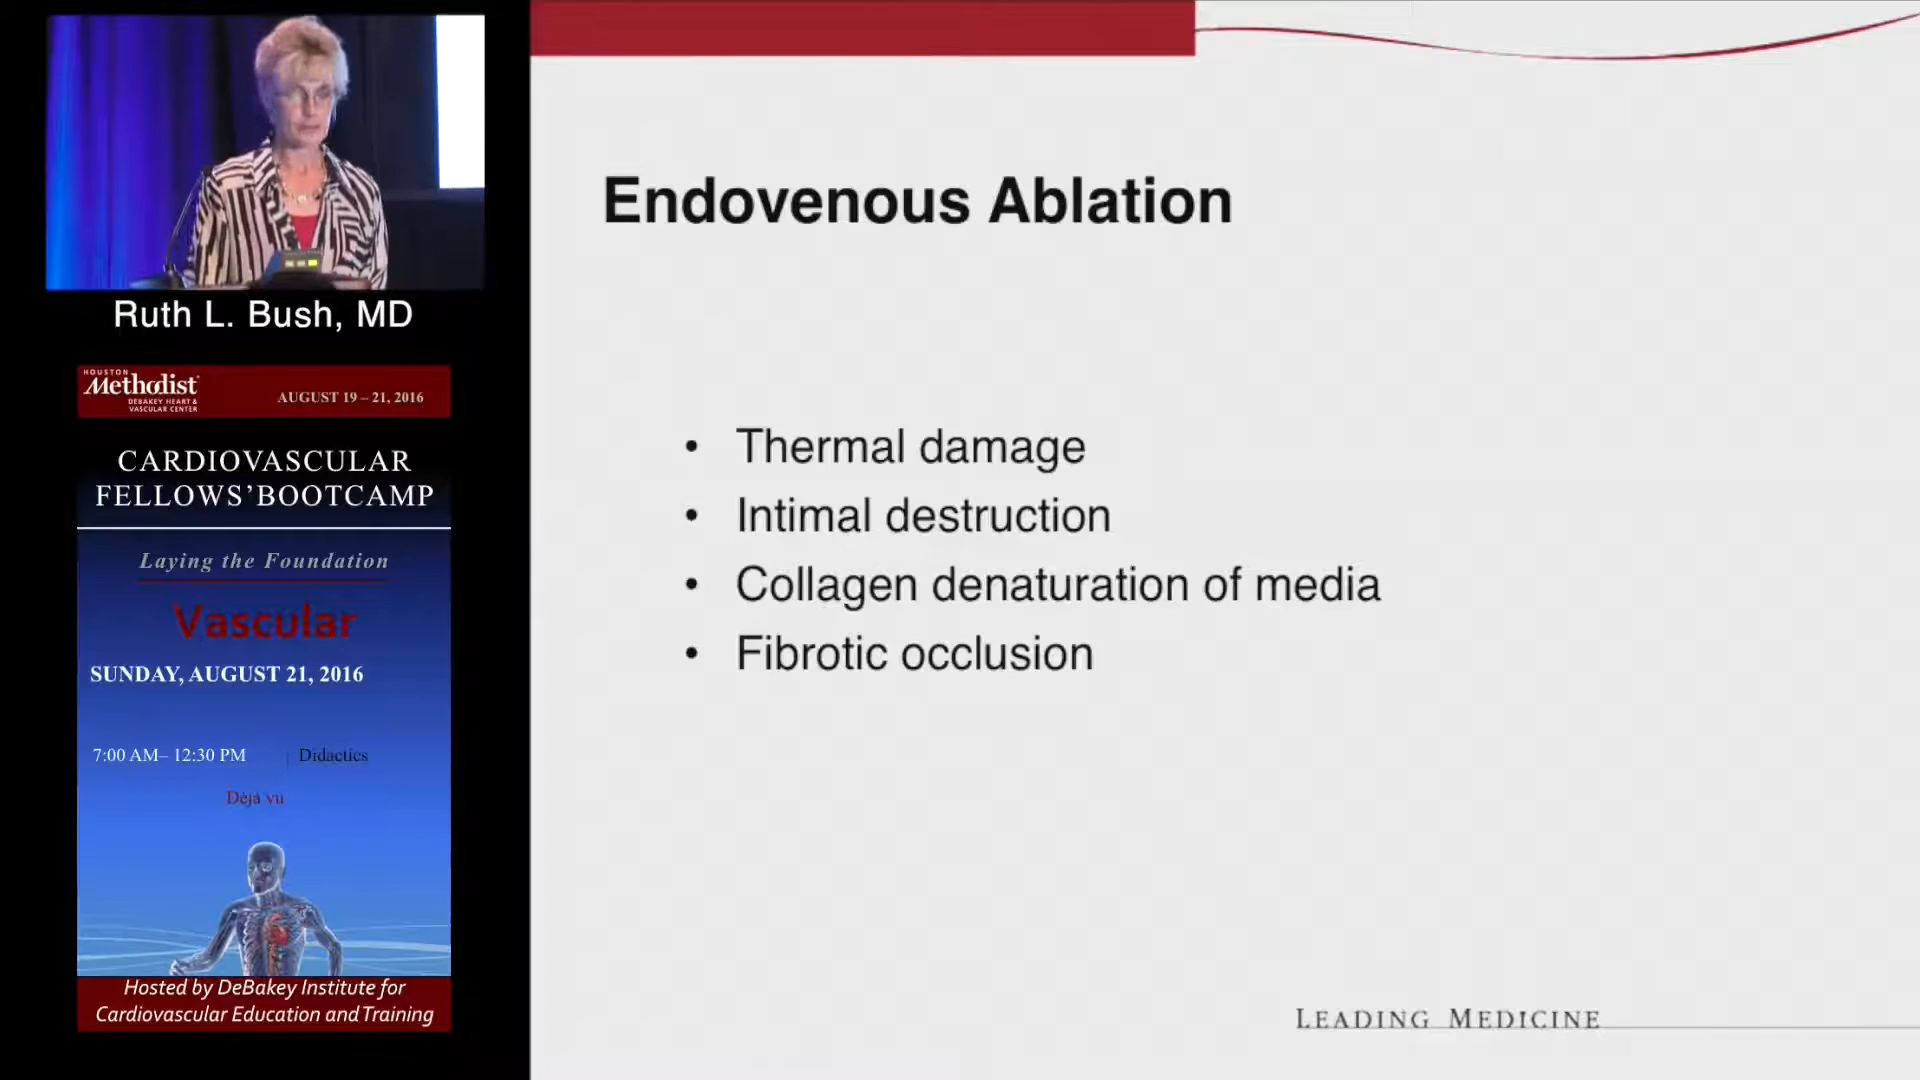 Ruth L. Bush, MD
HOUSTON
Methodist
DEBAKEY HEART &
VASCULAR CENTER
AUGUST 19 – 21, 2016
CARDIOVASCULAR
FELLOWS’BOOTCAMP
Laying the Foundation
Vascular
SUNDAY, AUGUST 21, 2016
7:00 AM– 12:30 PM
Didactics
Déjà vu
Hosted by DeBakey Institute for
Cardiovascular Education and Training
Endovenous Ablation
• Thermal damage
• Intimal destruction
• Collagen denaturation of media
• Fibrotic occlusion
LEADING MEDICINE